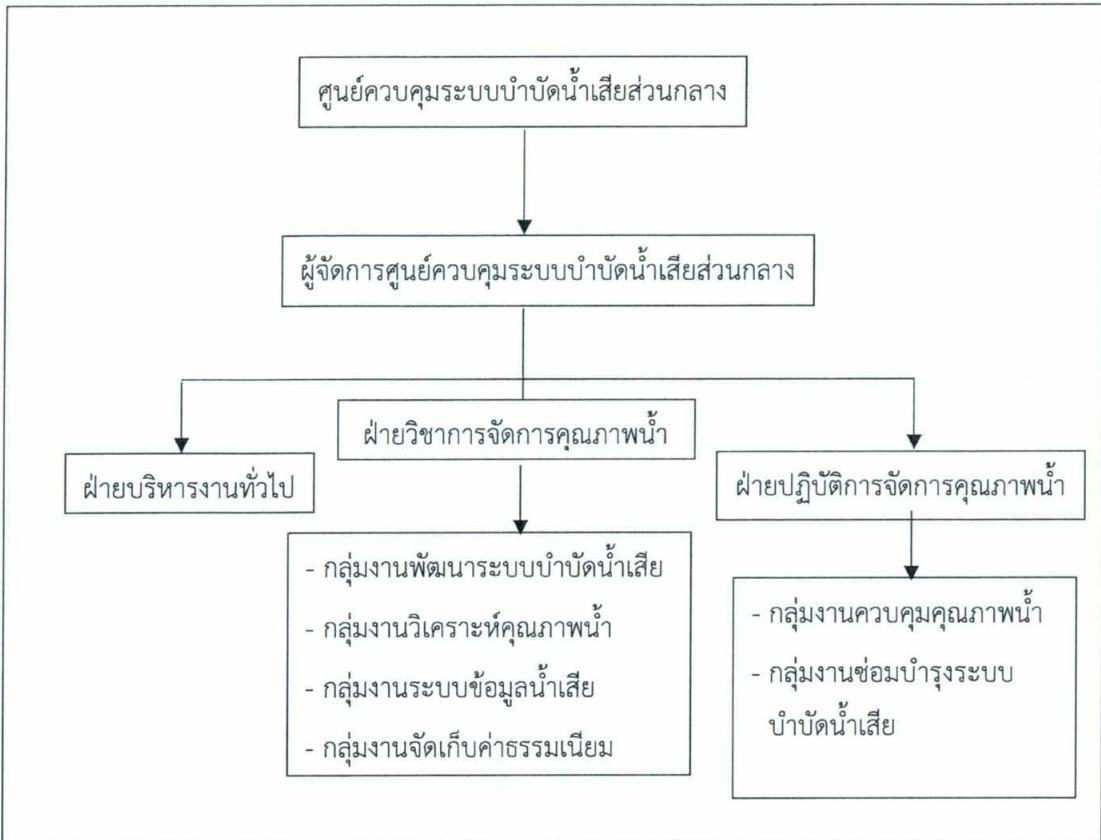 ศูนย์ควบคุมระบบบำบัดน้ำเสียส่วนกลาง
ผู้จัดการศูนย์ควบคุมระบบบำบัดน้ำเสียส่วนกลาง
ฝ่ายบริหารงานทั่วไป
ฝ่ายวิชาการจัดการคุณภาพน้ำ
- กลุ่มงานพัฒนาระบบบำบัดน้ำเสีย
- กลุ่มงานวิเคราะห์คุณภาพน้ำ
- กลุ่มงานระบบข้อมูลน้ำเสีย
- กลุ่มงานจัดเก็บค่าธรรมเนียม
ฝ่ายปฏิบัติการจัดการคุณภาพน้ำ
- กลุ่มงานควบคุมคุณภาพน้ำ
- กลุ่มงานซ่อมบำรุงระบบ
บำบัดน้ำเสีย